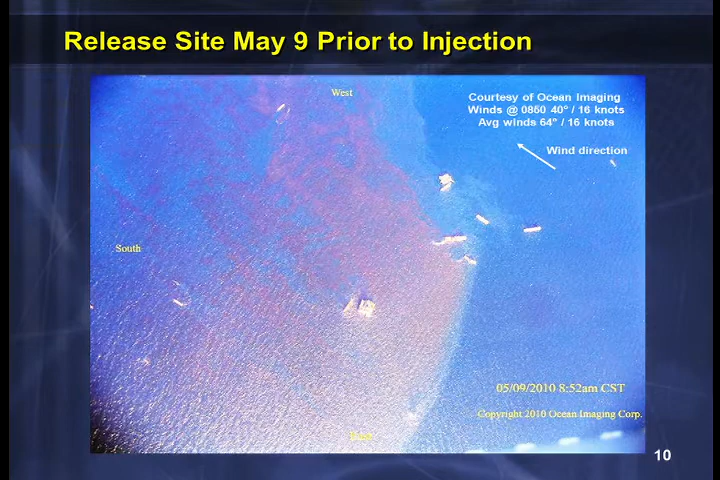 Release Site May 9 Prior to Injection
West
Courtesy of Ocean Imaging
Winds @ 0850 40° / 16 knots
Avg winds 64° / 16 knots
Wind direction
South
05/09/2010 8:52am CST
Copyright 2010 Ocean Imaging Corp.
10